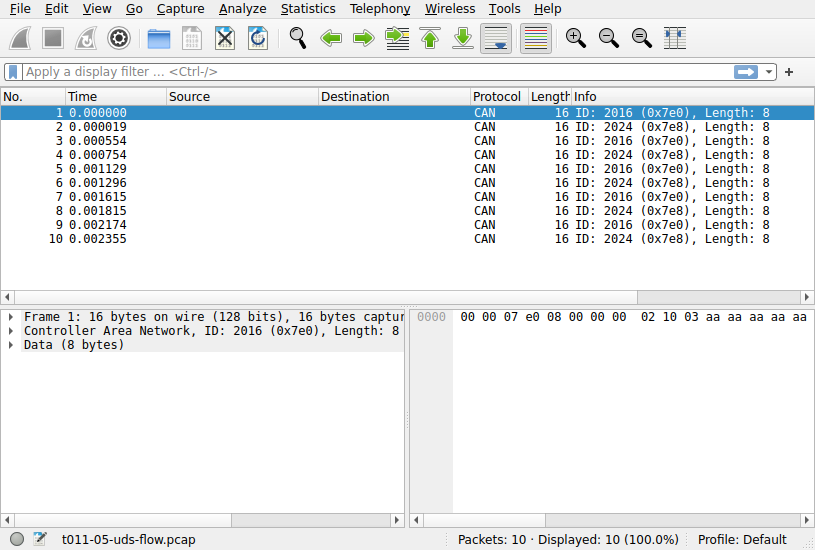 File Edit View Go Capture Analyze Statistics Telephony Wireless Tools Help
Apply a display filter ... <Ctrl-/>
No. Time Source Destination Protocol Length Info
1 0.000000 CAN 16 ID: 2016 (0x7e0), Length: 8
2 0.000019 CAN 16 ID: 2024 (0x7e8), Length: 8
3 0.000554 CAN 16 ID: 2016 (0x7e0), Length: 8
4 0.000754 CAN 16 ID: 2024 (0x7e8), Length: 8
5 0.001129 CAN 16 ID: 2016 (0x7e0), Length: 8
6 0.001296 CAN 16 ID: 2024 (0x7e8), Length: 8
7 0.001615 CAN 16 ID: 2016 (0x7e0), Length: 8
8 0.001815 CAN 16 ID: 2024 (0x7e8), Length: 8
9 0.002174 CAN 16 ID: 2016 (0x7e0), Length: 8
10 0.002355 CAN 16 ID: 2024 (0x7e8), Length: 8
Frame 1: 16 bytes on wire (128 bits), 16 bytes captur
Controller Area Network, ID: 2016 (0x7e0), Length: 8
Data (8 bytes)
0000 00 00 07 e0 08 00 00 00 02 10 03 aa aa aa aa aa
t011-05-uds-flow.pcap
Packets: 10 · Displayed: 10 (100.0%)
Profile: Default